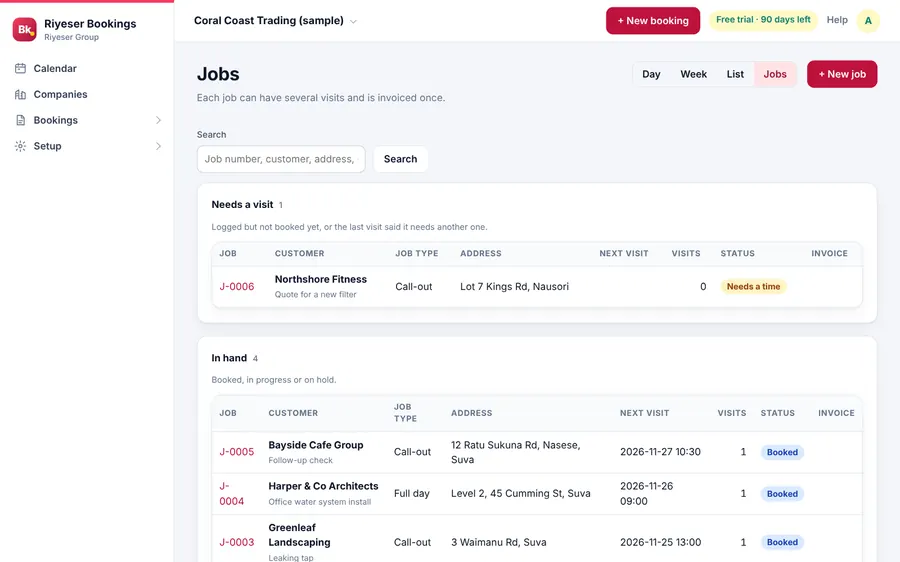 Bk
Riyeser Bookings
Riyeser Group
Calendar
Companies
Bookings
Setup
Coral Coast Trading (sample)
+ New booking
Free trial · 90 days left
Help
A
Jobs
Each job can have several visits and is invoiced once.
Day Week List Jobs
+ New job
Search
Job number, customer, address,
Search
Needs a visit 1
Logged but not booked yet, or the last visit said it needs another one.
JOB CUSTOMER JOB TYPE ADDRESS NEXT VISIT VISITS STATUS INVOICE
J-0006 Northshore Fitness Call-out Lot 7 Kings Rd, Nausori 0 Needs a time
Quote for a new filter
In hand 4
Booked, in progress or on hold.
JOB CUSTOMER JOB TYPE ADDRESS NEXT VISIT VISITS STATUS INVOICE
J-0005 Bayside Cafe Group Call-out 12 Ratu Sukuna Rd, Nasese, Suva 2026-11-27 10:30 1 Booked
Follow-up check
J-0004 Harper & Co Architects Full day Level 2, 45 Cumming St, Suva 2026-11-26 09:00 1 Booked
Office water system install
J-0003 Greenleaf Landscaping Call-out 3 Waimanu Rd, Suva 2026-11-25 13:00 1 Booked
Leaking tap